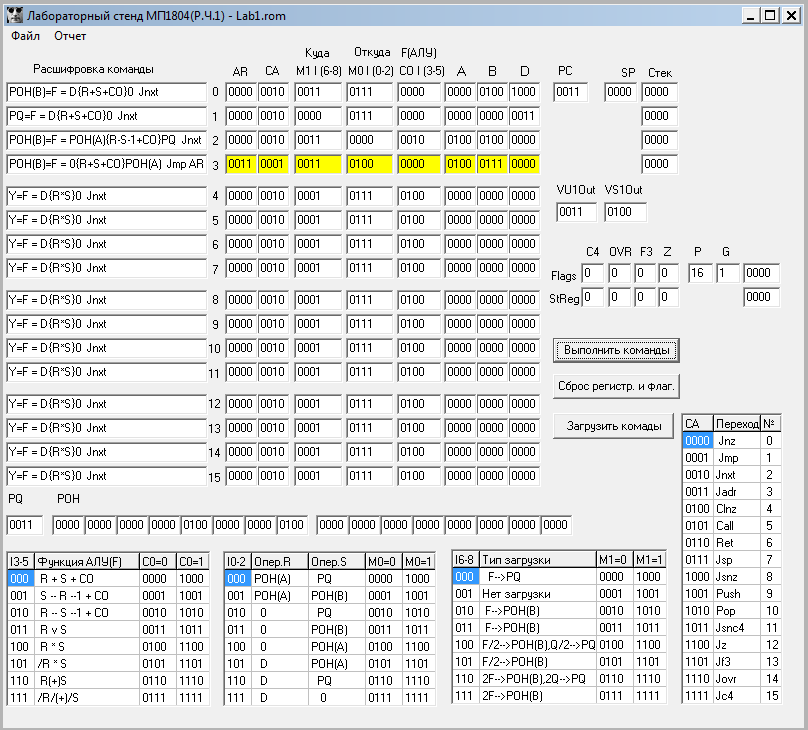 Лабораторный стенд МП1804(Р.Ч.1) - Lab1.rom
Файл Отчет
Куда Откуда F(АЛУ)
Расшифровка команды AR CA M1 I (6-8) M0 I (0-2) C0 I (3-5) A B D PC SP Стек
РОН(B)=F = D{R+S+CO}0 Jnxt 0 0000 0010 0011 0111 0000 0000 0100 1000 0011 0000 0000
PQ=F = D{R+S+CO}0 Jnxt 1 0000 0010 0000 0111 0000 0000 0000 0011 0000
РОН(B)=F = РОН(A){R-S-1+CO}PQ Jnxt 2 0000 0010 0011 0000 0010 0100 0100 0000 0000
РОН(B)=F = 0{R+S+CO}РОН(A) Jmp AR 3 0011 0001 0011 0100 0000 0100 0111 0000 0000
Y=F = D{R*S}0 Jnxt 4 0000 0010 0001 0111 0100 0000 0000 0000 VU1Out VS1Out
Y=F = D{R*S}0 Jnxt 5 0000 0010 0001 0111 0100 0000 0000 0000 0011 0100
Y=F = D{R*S}0 Jnxt 6 0000 0010 0001 0111 0100 0000 0000 0000 C4 OVR F3 Z P G
Y=F = D{R*S}0 Jnxt 7 0000 0010 0001 0111 0100 0000 0000 0000 Flags 0 0 0 0 16 1 0000
Y=F = D{R*S}0 Jnxt 8 0000 0010 0001 0111 0100 0000 0000 0000 StReg 0 0 0 0 0000
Y=F = D{R*S}0 Jnxt 9 0000 0010 0001 0111 0100 0000 0000 0000
Y=F = D{R*S}0 Jnxt 10 0000 0010 0001 0111 0100 0000 0000 0000 Выполнить команды
Y=F = D{R*S}0 Jnxt 11 0000 0010 0001 0111 0100 0000 0000 0000 Сброс регистр. и флаг.
Y=F = D{R*S}0 Jnxt 12 0000 0010 0001 0111 0100 0000 0000 0000
Y=F = D{R*S}0 Jnxt 13 0000 0010 0001 0111 0100 0000 0000 0000 Загрузить комады
Y=F = D{R*S}0 Jnxt 14 0000 0010 0001 0111 0100 0000 0000 0000
Y=F = D{R*S}0 Jnxt 15 0000 0010 0001 0111 0100 0000 0000 0000
PQ РОН
0011 0000 0000 0000 0000 0100 0000 0000 0100 0000 0000 0000 0000 0000 0000 0000 0000
I3-5 Функция АЛУ(F) C0=0 C0=1
000 R + S + CO 0000 1000
001 S -- R --1 + CO 0001 1001
010 R -- S --1 + CO 0010 1010
011 R v S 0011 1011
100 R * S 0100 1100
101 /R * S 0101 1101
110 R(+)S 0110 1110
111 /R/(+)/S 0111 1111
I0-2 Опер.R Опер.S M0=0 M0=1
000 РОН(A) PQ 0000 1000
001 РОН(A) РОН(B) 0001 1001
010 0 PQ 0010 1010
011 0 РОН(B) 0011 1011
100 0 РОН(A) 0100 1100
101 D РОН(A) 0101 1101
110 D PQ 0110 1110
111 D 0 0111 1111
I6-8 Тип загрузки M1=0 M1=1
000 F-->PQ 0000 1000
001 Нет загрузки 0001 1001
010 F-->РОН(B) 0010 1010
011 F-->РОН(B) 0011 1011
100 F/2-->РОН(B),Q/2-->PQ 0100 1100
101 F/2-->РОН(B) 0101 1101
110 2F-->РОН(B),2Q-->PQ 0110 1110
111 2F-->РОН(B) 0111 1111
CA Переход №
0000 Jnz 0
0001 Jmp 1
0010 Jnxt 2
0011 Jadr 3
0100 Clnz 4
0101 Call 5
0110 Ret 6
0111 Jsp 7
1000 Jsnz 8
1001 Push 9
1010 Pop 10
1011 Jsnc4 11
1100 Jz 12
1101 Jf3 13
1110 Jovr 14
1111 Jc4 15